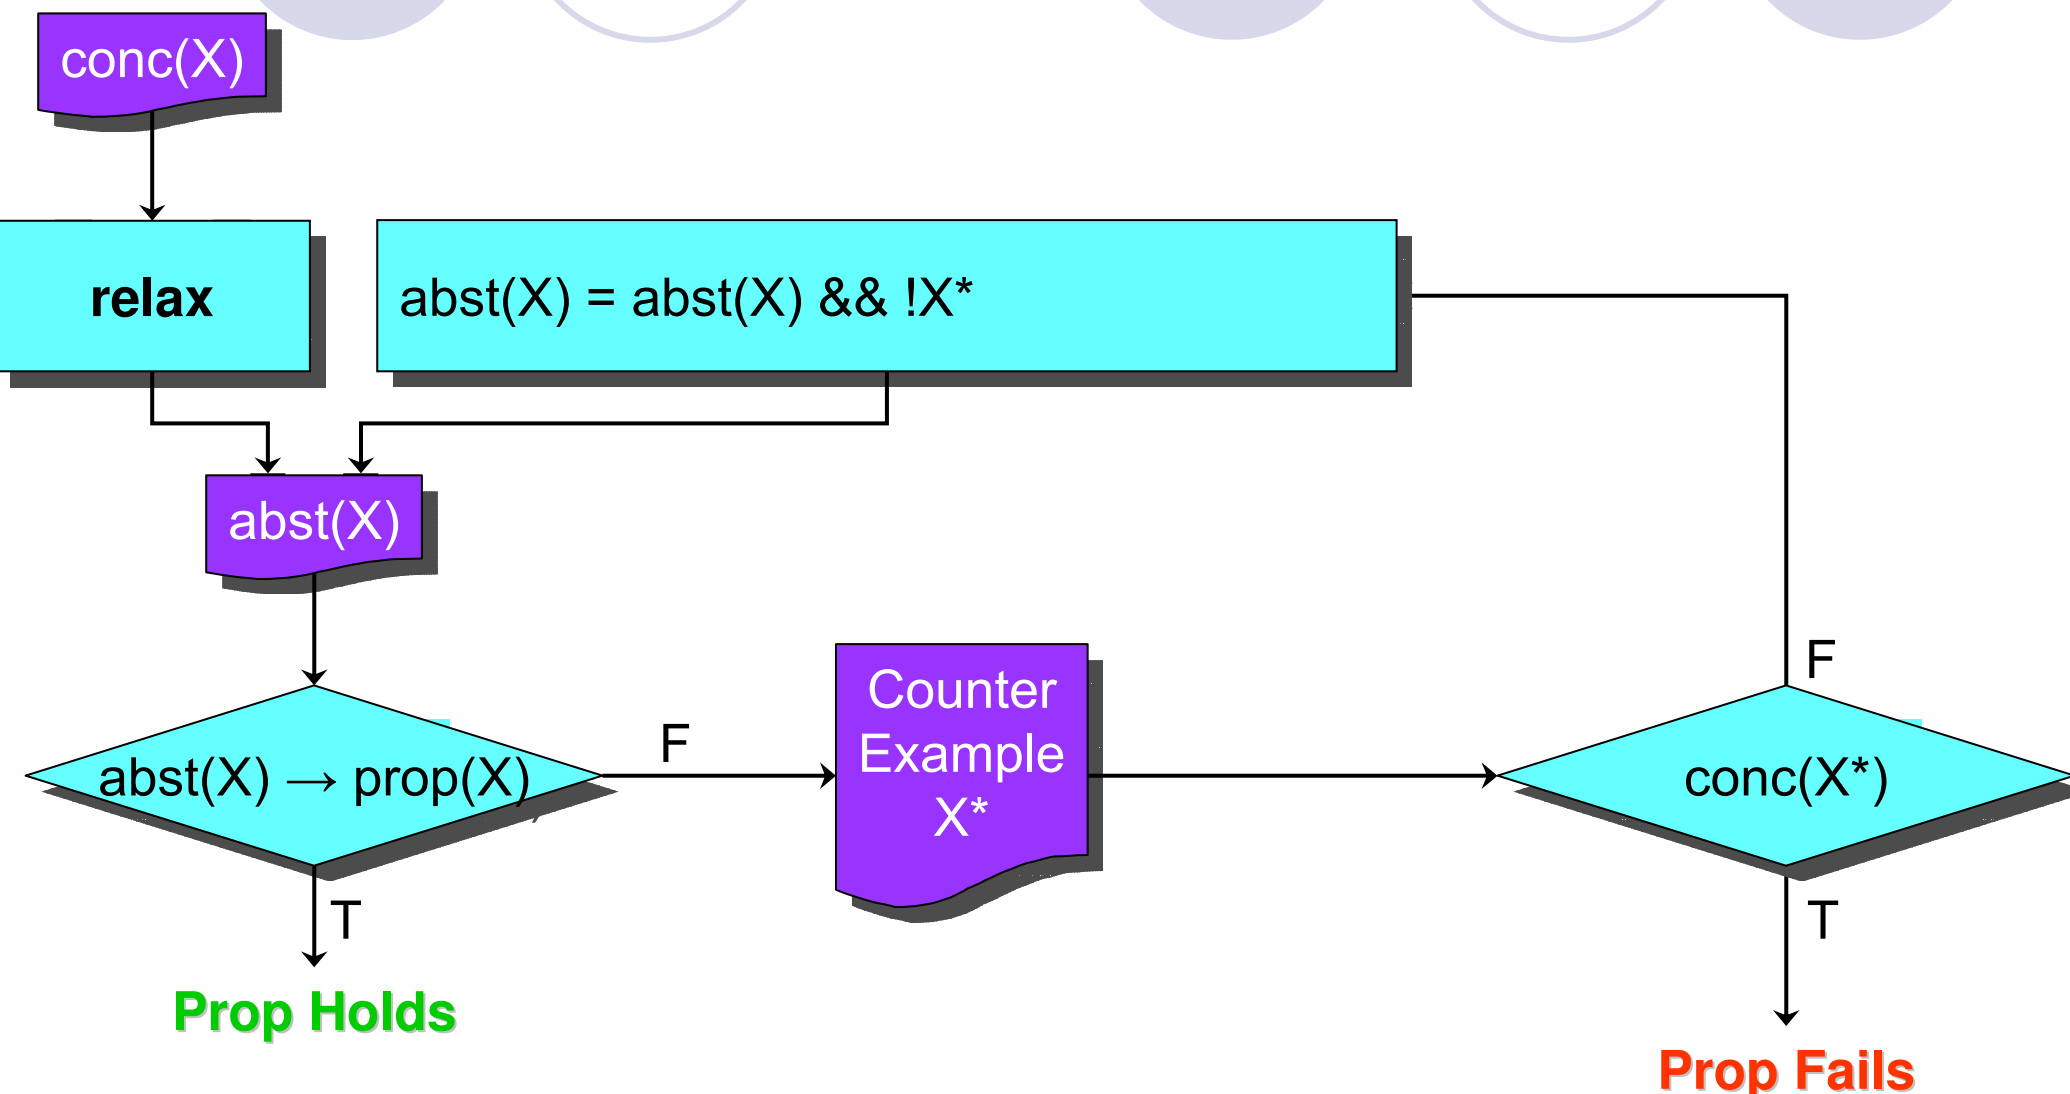 conc(X)
relax
abst(X) = abst(X) && !X*
abst(X)
F
Counter
Example
X*
F
abst(X) → prop(X)
conc(X*)
T
T
Prop Holds
Prop Fails